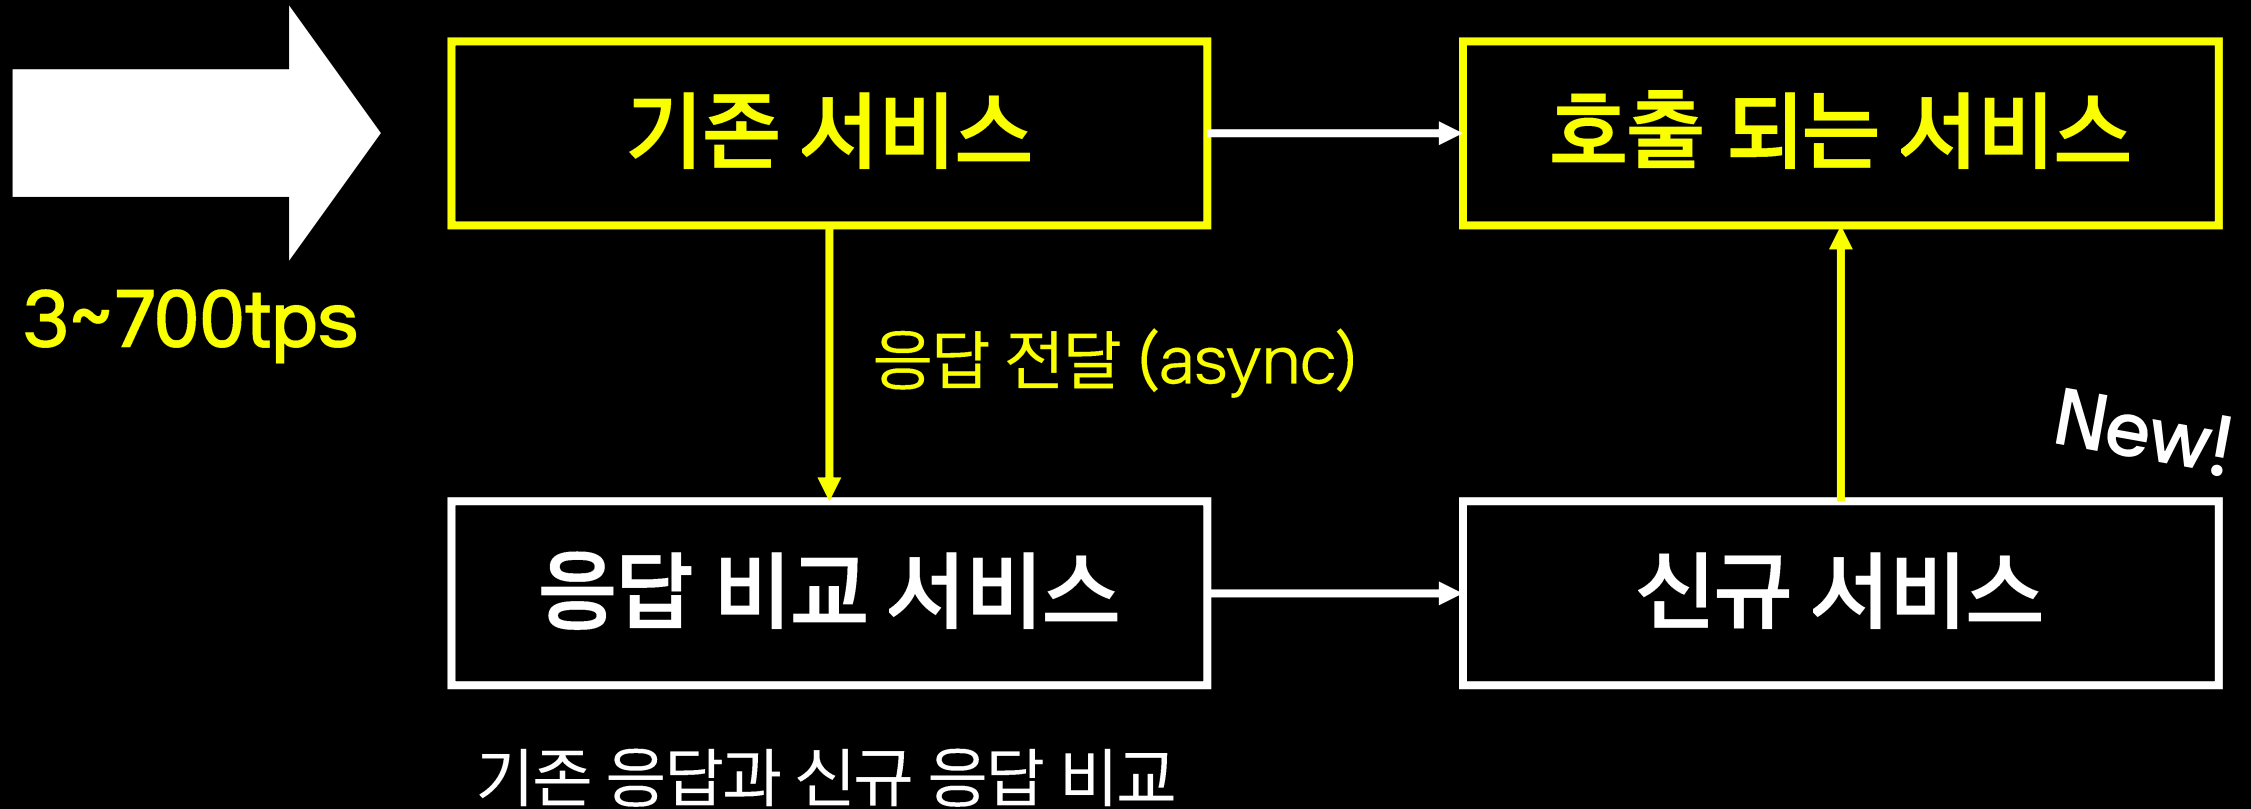 기존 서비스
호출 되는 서비스
3~700tps
응답 전달 (async)
New!
응답 비교 서비스
신규 서비스
기존 응답과 신규 응답 비교